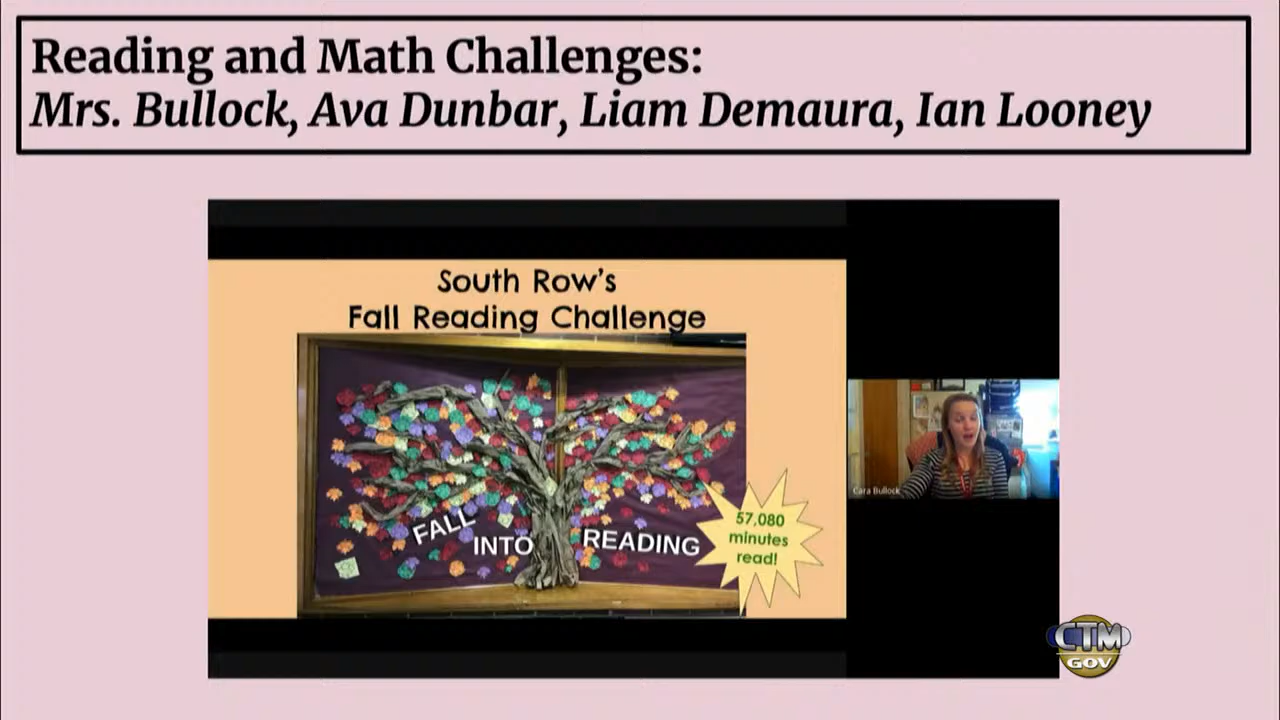 Reading and Math Challenges:
Mrs. Bullock, Ava Dunbar, Liam Demaura, Ian Looney
South Row's
Fall Reading Challenge
FALL
INTO
READING
57,080
minutes
read!
Cara Bullock
CTM
GOV